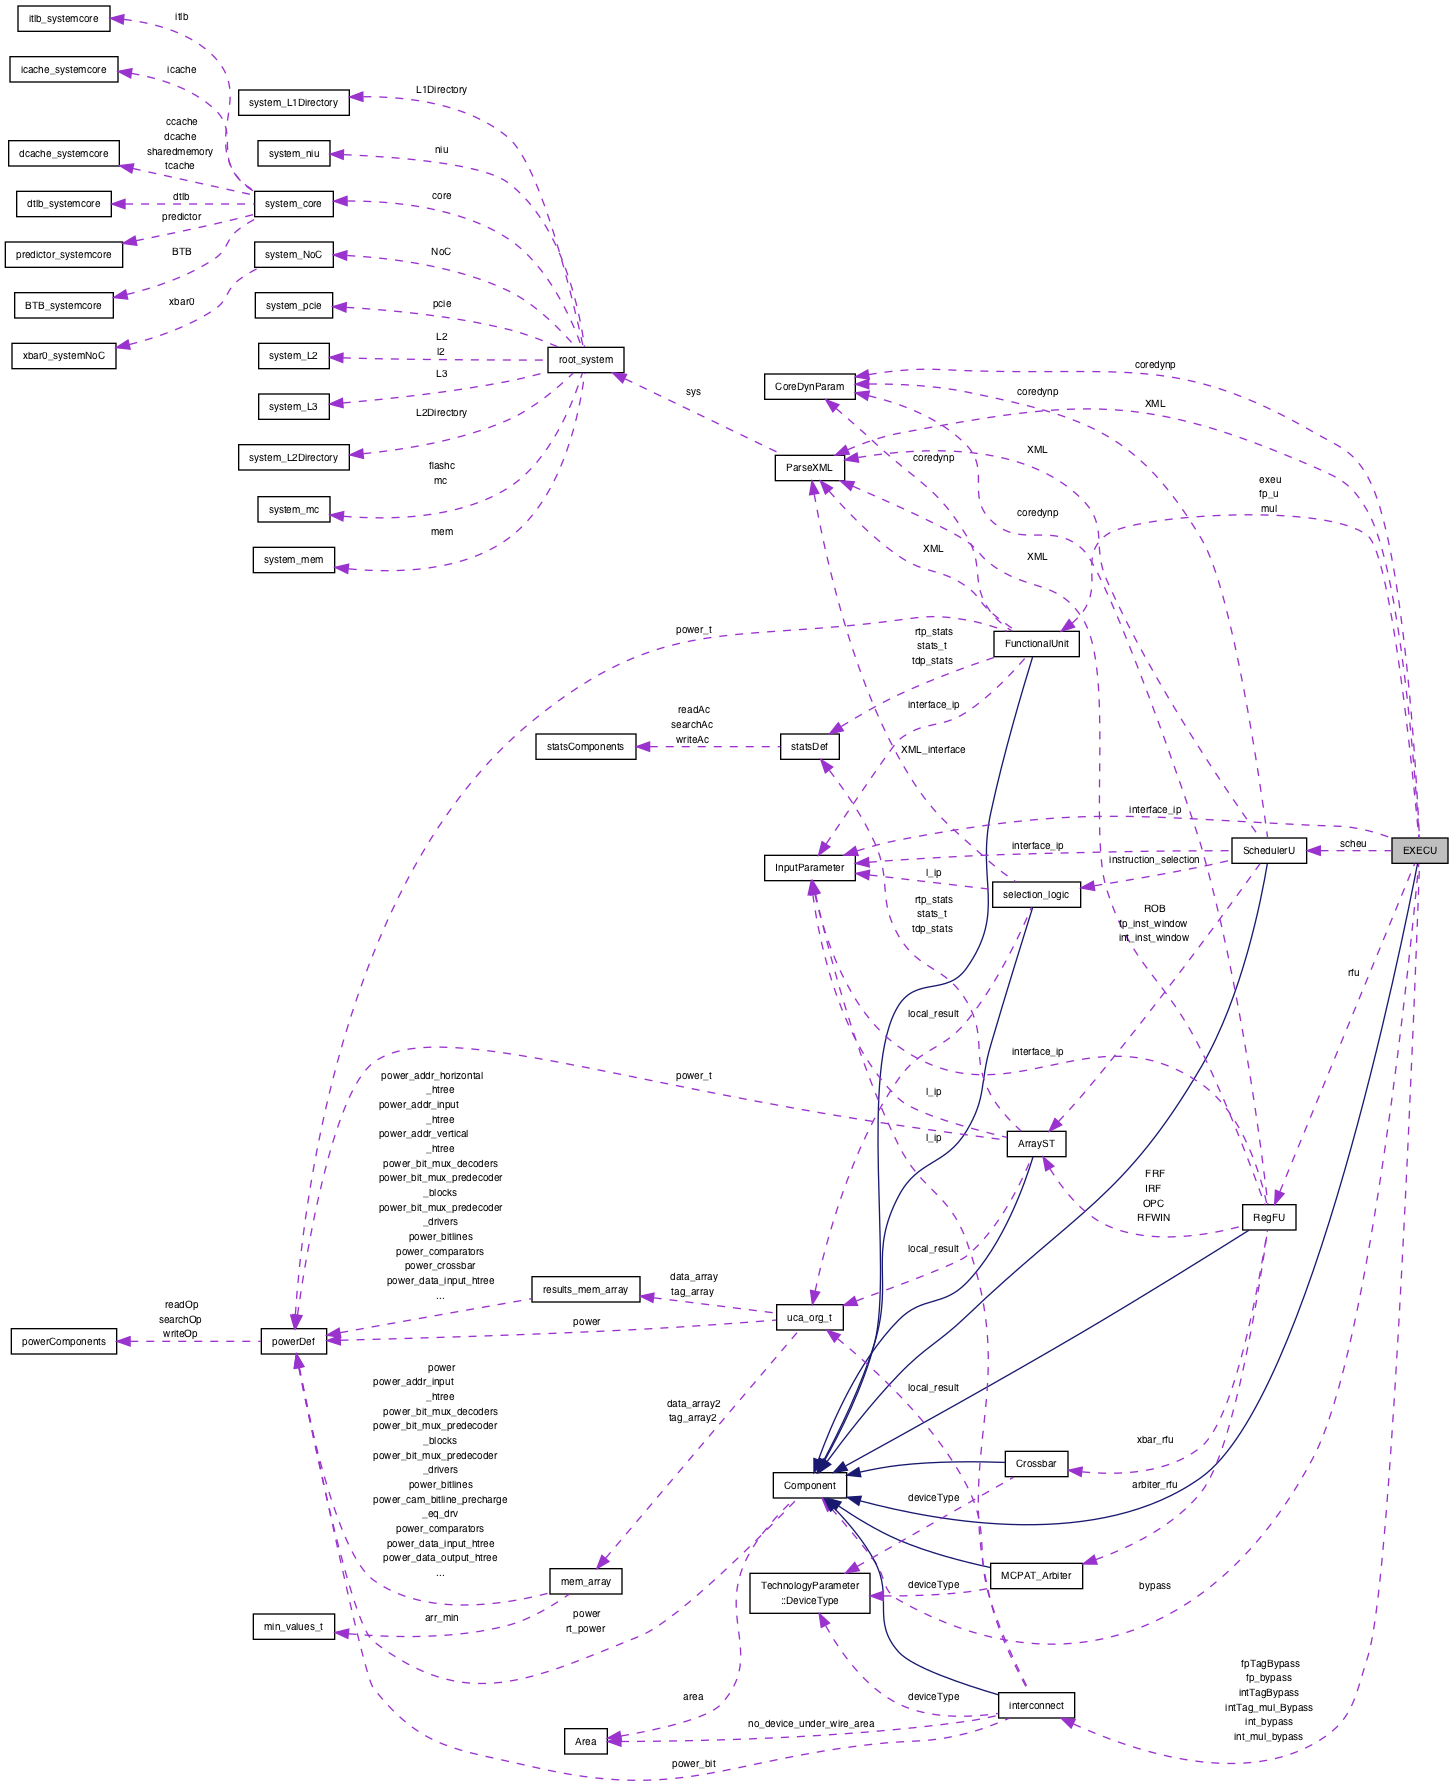 itlb_systemcore
itlb
icache_systemcore
icache
system_L1Directory
L1Directory
ccache
dcache
sharedmemory
tcache
dcache_systemcore
system_niu
niu
dtlb_systemcore
dtlb
system_core
core
predictor
predictor_systemcore
BTB
system_NoC
NoC
BTB_systemcore
xbar0
system_pcie
pcie
xbar0_systemNoC
system_L2
L2
l2
root_system
L3
system_L3
L2Directory
system_L2Directory
flashc
mc
system_mc
mem
system_mem
sys
CoreDynParam
coredynp
coredynp
XML
ParseXML
coredynp
XML
exeu
fp_u
mul
coredynp
XML
XML
power_t
rtp_stats
stats_t
tdp_stats
FunctionalUnit
interface_ip
readAc
searchAc
writeAc
statsComponents
statsDef
XML_interface
interface_ip
InputParameter
interface_ip
SchedulerU
scheu
EXECU
l_ip
instruction_selection
selection_logic
rtp_stats
stats_t
tdp_stats
ROB
fp_inst_window
int_inst_window
rfu
local_result
interface_ip
power_t
l_ip
l_ip
ArrayST
power_addr_horizontal
_htree
power_addr_input
_htree
power_addr_vertical
_htree
power_bit_mux_decoders
power_bit_mux_predecoder
_blocks
power_bit_mux_predecoder
_drivers
power_bitlines
power_comparators
power_crossbar
power_data_input_htree
...
FRF
IRF
OPC
RFWIN
RegFU
local_result
results_mem_array
data_array
tag_array
uca_org_t
power
readOp
searchOp
writeOp
powerComponents
powerDef
power
power_addr_input
_htree
power_bit_mux_decoders
power_bit_mux_predecoder
_blocks
power_bit_mux_predecoder
_drivers
power_bitlines
power_cam_bitline_precharge
_eq_drv
power_comparators
power_data_input_htree
power_data_output_htree
...
local_result
data_array2
tag_array2
xbar_rfu
Crossbar
Component
arbiter_rfu
deviceType
mem_array
TechnologyParameter
::DeviceType
deviceType
MCPAT_Arbiter
bypass
min_values_t
arr_min
power
rt_power
fpTagBypass
fp_bypass
intTagBypass
intTag_mul_Bypass
int_bypass
int_mul_bypass
area
deviceType
interconnect
no_device_under_wire_area
Area
power_bit